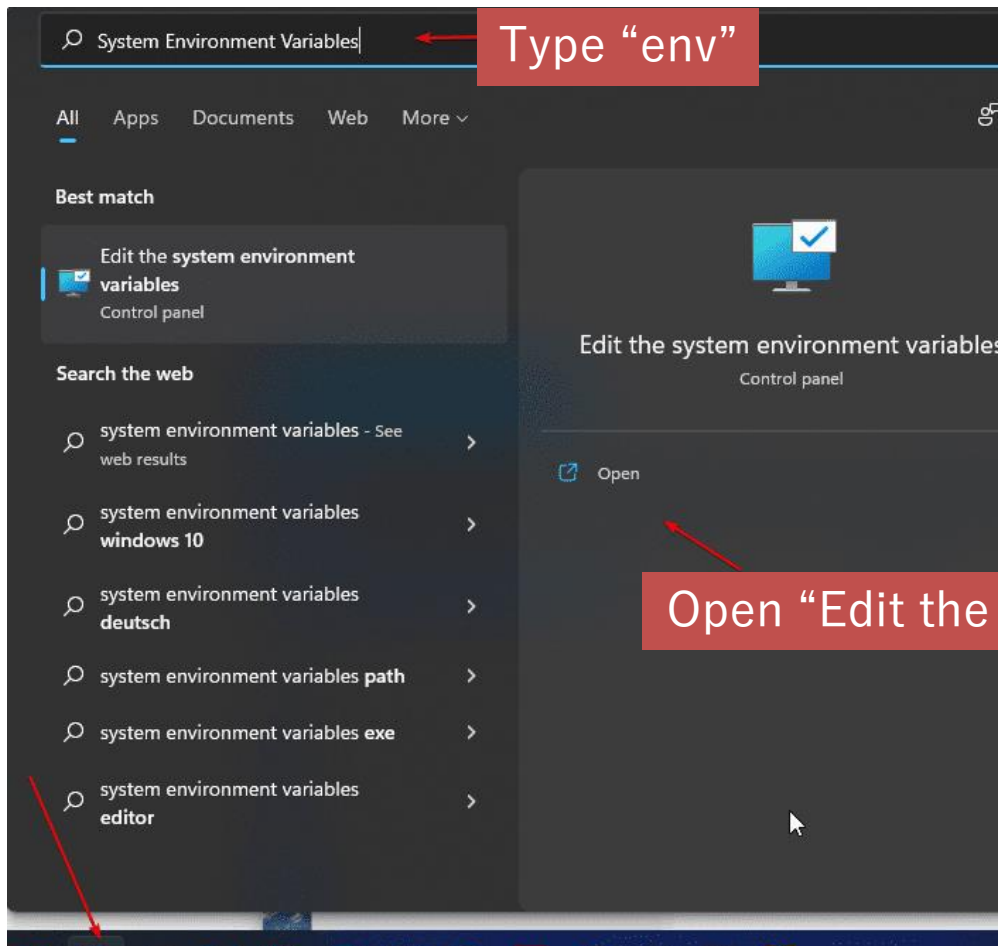 System Environment Variables
Type “env”
All Apps Documents Web More
Best match
Edit the system environment
variables
Control panel
Edit the system environment variables
Control panel
Search the web
system environment variables - See
web results
Open
system environment variables
windows 10
system environment variables
deutsch
Open “Edit the
system environment variables path
system environment variables exe
system environment variables
editor